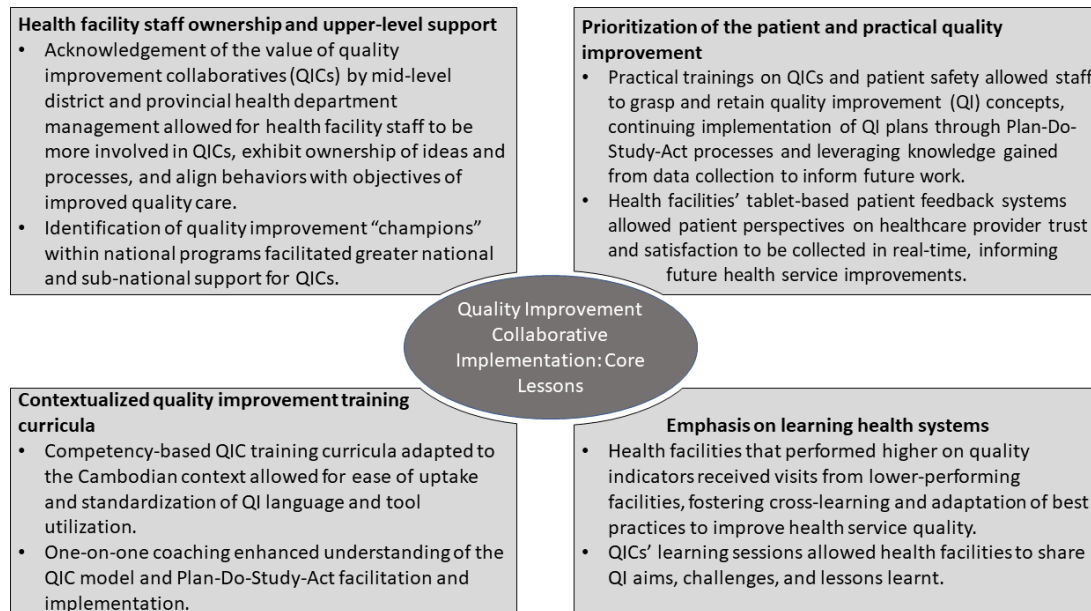 Health facility staff ownership and upper-level support
• Acknowledgement of the value of quality
improvement collaboratives (QICs) by mid-level
district and provincial health department
management allowed for health facility staff to be
more involved in QICs, exhibit ownership of ideas and
processes, and align behaviors with objectives of
improved quality care.
• Identification of quality improvement “champions”
within national programs facilitated greater national
and sub-national support for QICs.
Prioritization of the patient and practical quality
improvement
• Practical trainings on QICs and patient safety allowed staff
to grasp and retain quality improvement (QI) concepts,
continuing implementation of QI plans through Plan-Do-
Study-Act processes and leveraging knowledge gained
from data collection to inform future work.
• Health facilities’ tablet-based patient feedback systems
allowed patient perspectives on healthcare provider trust
and satisfaction to be collected in real-time, informing
future health service improvements.
Quality Improvement
Collaborative
Implementation: Core
Lessons
Contextualized quality improvement training
curricula
• Competency-based QIC training curricula adapted to
the Cambodian context allowed for ease of uptake
and standardization of QI language and tool
utilization.
• One-on-one coaching enhanced understanding of the
QIC model and Plan-Do-Study-Act facilitation and
implementation.
Emphasis on learning health systems
• Health facilities that performed higher on quality
indicators received visits from lower-performing
facilities, fostering cross-learning and adaptation of best
practices to improve health service quality.
• QICs’ learning sessions allowed health facilities to share
QI aims, challenges, and lessons learnt.